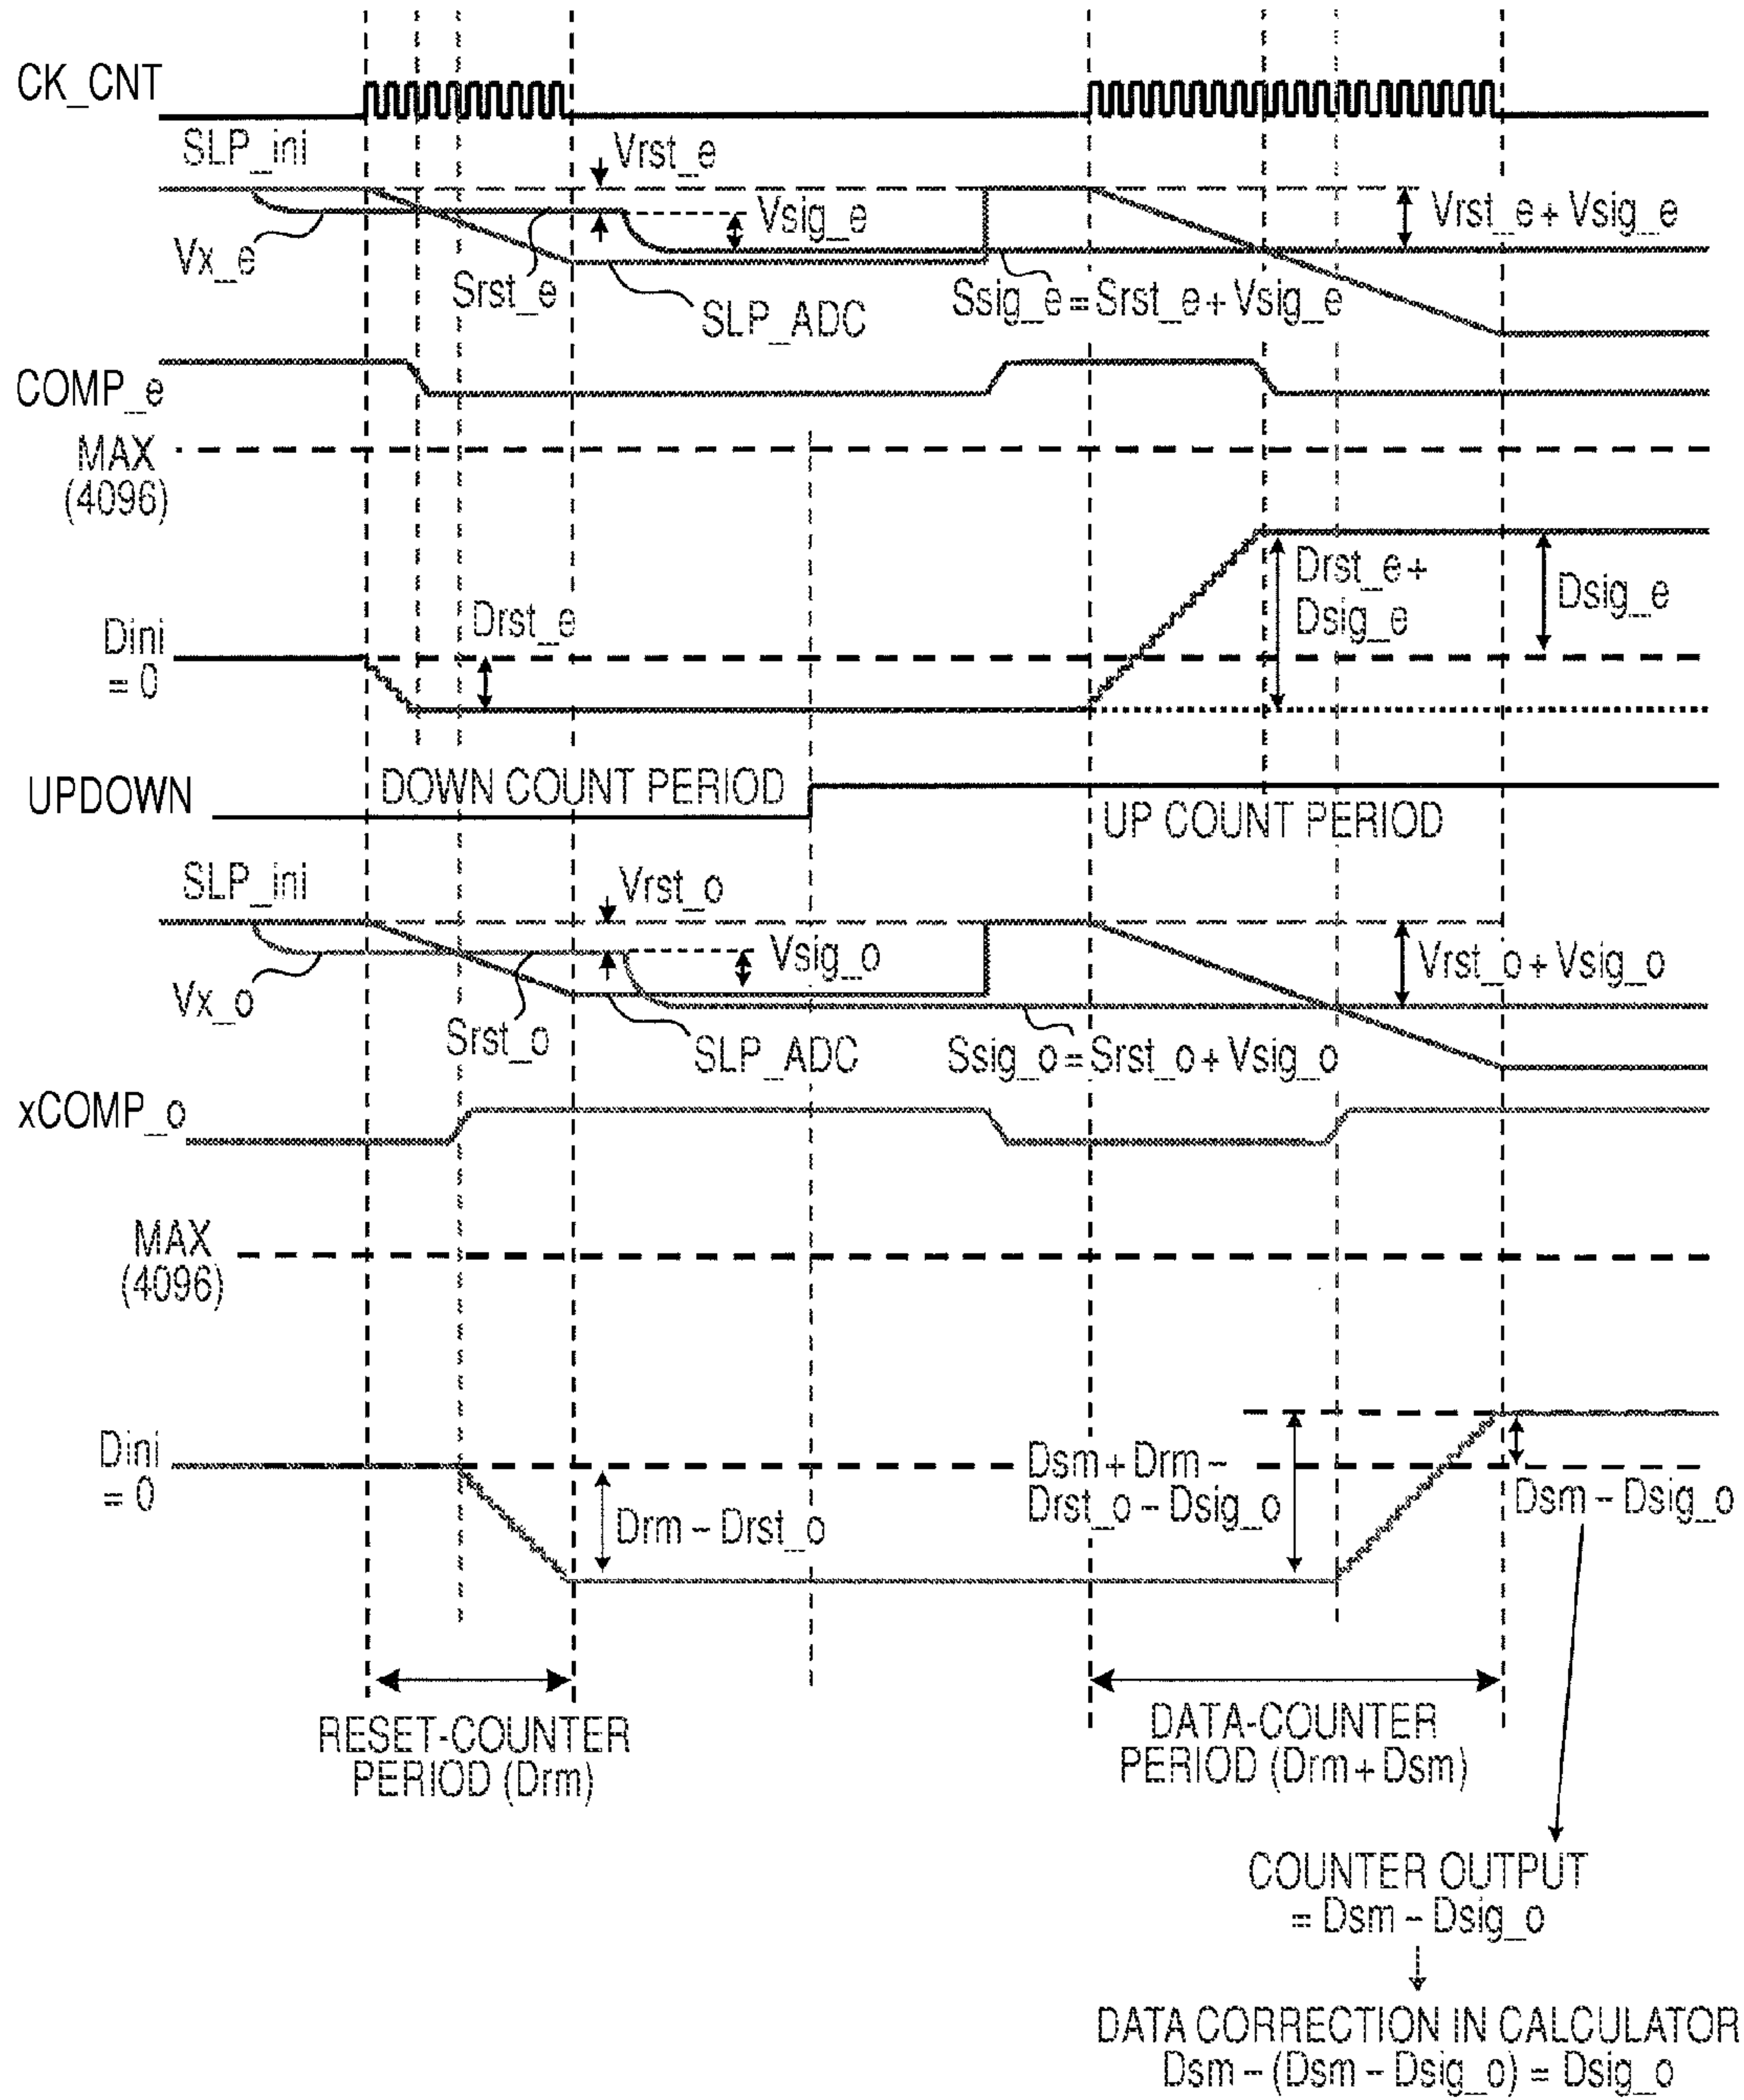 CK_CNT
SLP_ini
Vrst_e
Vsig_e
Vrst_e + Vsig_e
Vx_e
Srst_e
SLP_ADC
Ssig_e = Srst_e + Vsig_e
COMP_e
MAX
(4096)
Drst_e +
Dsig_e
Dsig_e
Drst_e
Dini
= 0
UPDOWN
DOWN COUNT PERIOD
UP COUNT PERIOD
SLP_ini
Vrst_o
Vsig_o
Vrst_o + Vsig_o
Vx_o
Srst_o
SLP_ADC
Ssig_o = Srst_o + Vsig_o
xCOMP_o
MAX
(4096)
Dini
= 0
Drm – Drst_o
Dsm + Drm –
Drst_o – Dsig_o
Dsm – Dsig_o
RESET-COUNTER
PERIOD (Drm)
DATA-COUNTER
PERIOD (Drm + Dsm)
COUNTER OUTPUT
= Dsm – Dsig_o
DATA CORRECTION IN CALCULATOR
Dsm – (Dsm – Dsig_o) = Dsig_o